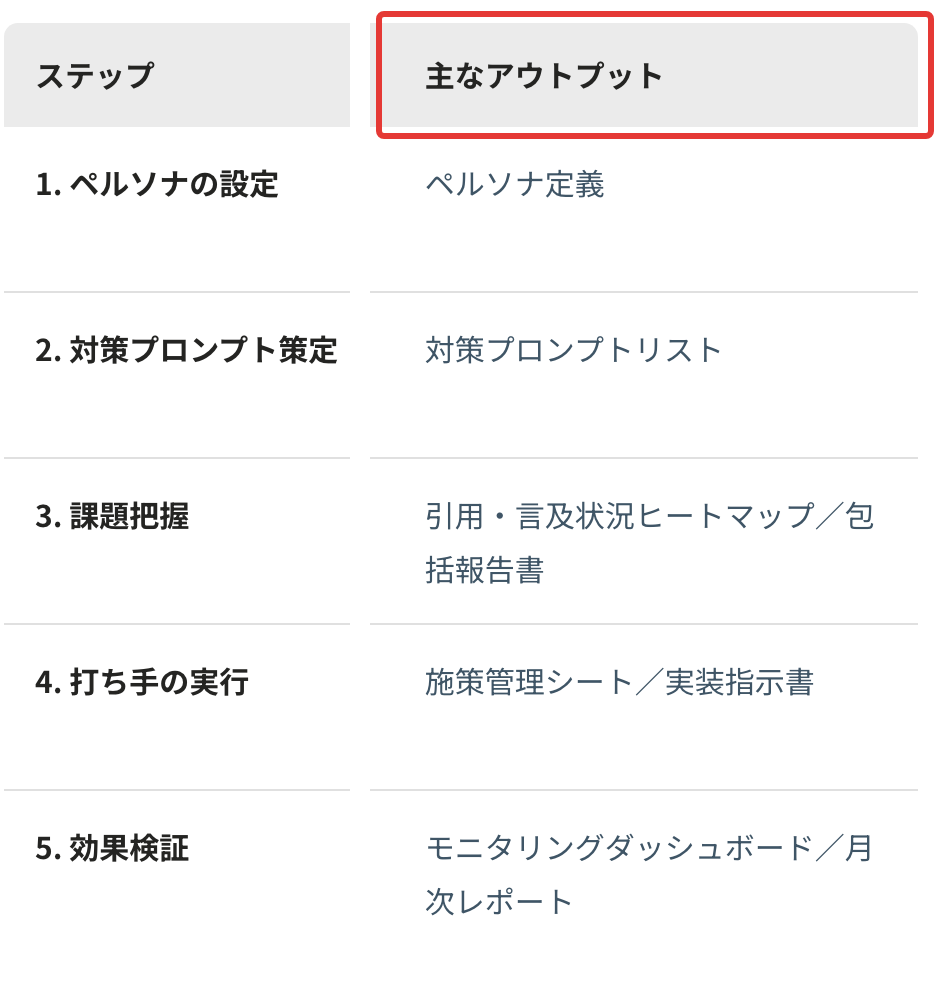 ステップ
主なアウトプット
1. ペルソナの設定
ペルソナ定義
2. 対策プロンプト策定
対策プロンプトリスト
3. 課題把握
引用・言及状況ヒートマップ／包
括報告書
4. 打ち手の実行
施策管理シート／実装指示書
5. 効果検証
モニタリングダッシュボード／月
次レポート